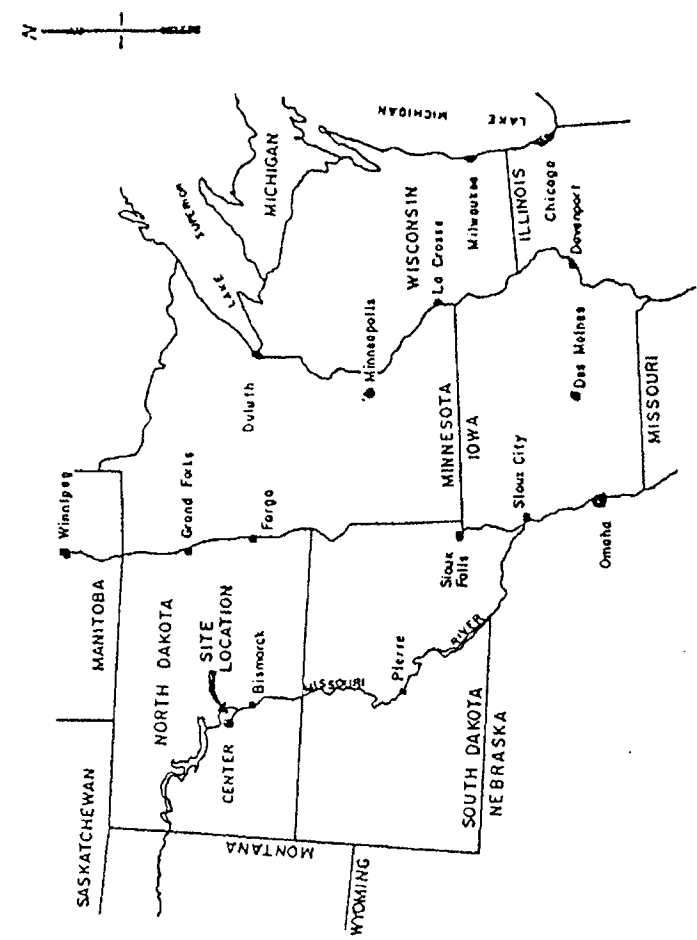 N
SASKATCHEWAN
MANITOBA
Winnipeg
NORTH DAKOTA
Grand Forks
SITE
LOCATION
Fargo
Duluth
LAKE SUPERIOR
MICHIGAN
CENTER
Bismarck
MONTANA
MISSOURI
RIVER
Pierre
Minneapolis
WISCONSIN
La Crosse
LAKE MICHIGAN
Milwaukee
ILLINOIS
Chicago
Davenport
MINNESOTA
IOWA
Sioux
Falls
Sioux City
SOUTH DAKOTA
NEBRASKA
WYOMING
Omaha
Des Moines
MISSOURI